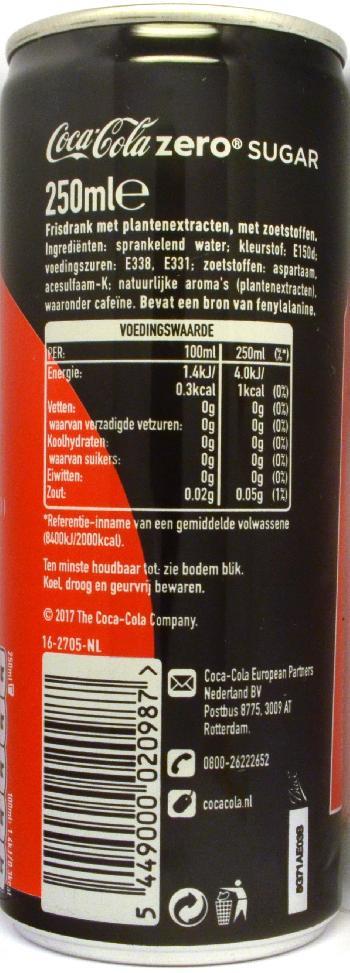 Coca-Cola zero® SUGAR
250ml℮
Frisdrank met plantenextracten, met zoetstoffen.
Ingrediënten: sprankelend water; kleurstof: E150d;
voedingszuren: E338, E331; zoetstoffen: aspartaam,
acesulfaam-K; natuurlijke aroma's (plantenextracten),
waaronder cafeïne. Bevat een bron van fenylalanine.
VOEDINGSWAARDE
PER: 100ml 250ml (%*)
Energie: 1.4kJ/ 4.0kJ/
0.3kcal 1kcal (0%)
Vetten: 0g 0g (0%)
waarvan verzadigde vetzuren: 0g 0g (0%)
Koolhydraten: 0g 0g (0%)
waarvan suikers: 0g 0g (0%)
Eiwitten: 0g 0g (0%)
Zout: 0.02g 0.05g (1%)
*Referentie-inname van een gemiddelde volwassene
(8400kJ/2000kcal).
Ten minste houdbaar tot: zie bodem blik.
Koel, droog en geurvrij bewaren.
© 2017 The Coca-Cola Company.
16-2705-NL
5 449000 020987 >
Coca-Cola European Partners
Nederland BV
Postbus 8775, 3009 AT
Rotterdam.
0800-26222652
cocacola.nl